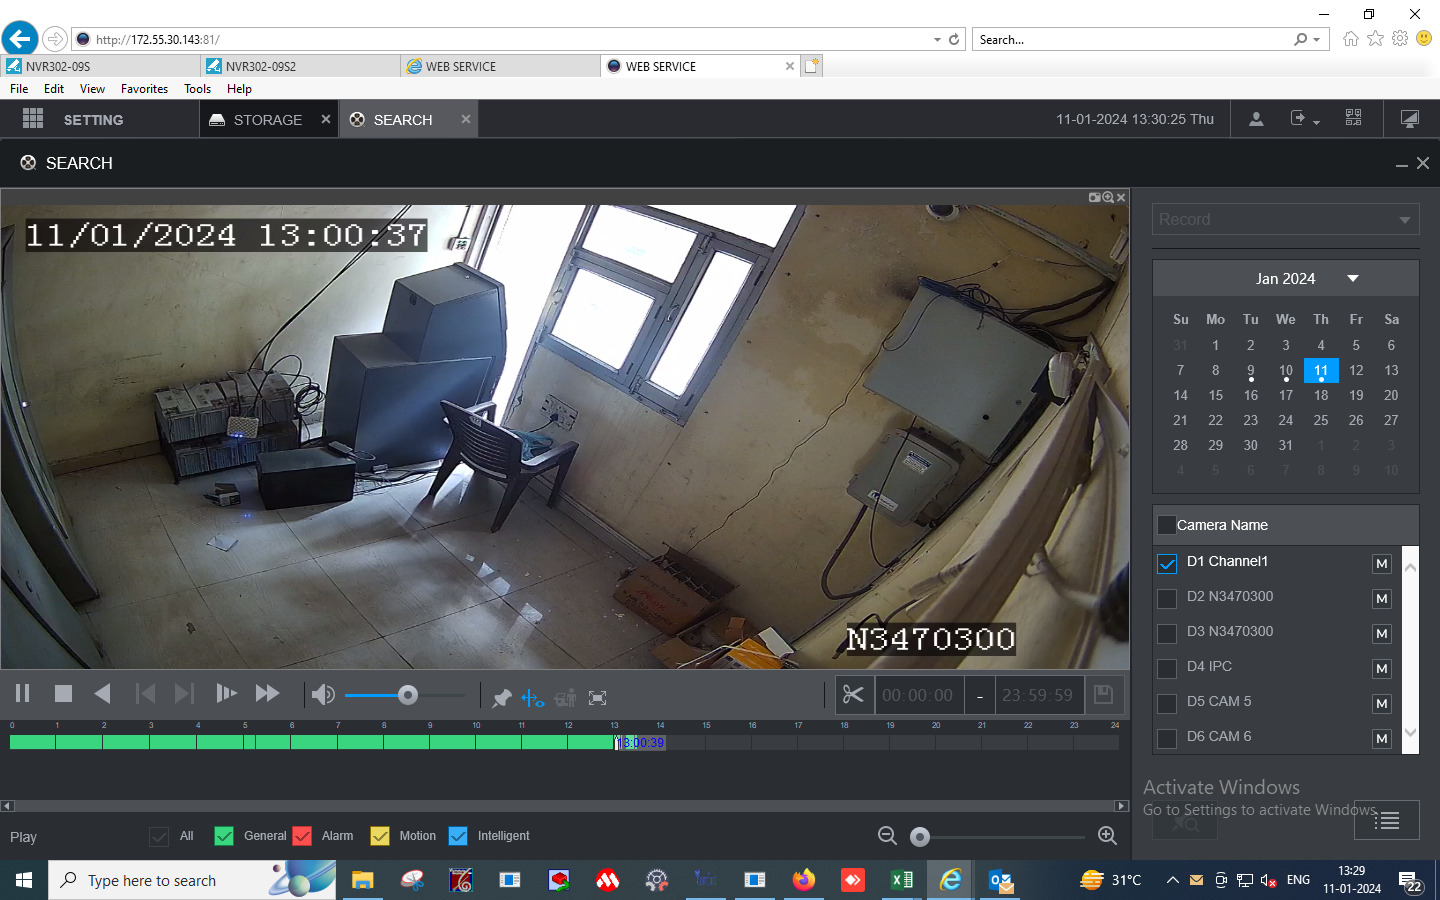 http://172.55.30.143:81/
Search...
NVR302-09S
NVR302-09S2
WEB SERVICE
WEB SERVICE
File Edit View Favorites Tools Help
SETTING
STORAGE
SEARCH
11-01-2024 13:30:25 Thu
SEARCH
11/01/2024 13:00:37
N3470300
Record
Jan 2024
Su Mo Tu We Th Fr Sa
31 1 2 3 4 5 6
7 8 9 10 11 12 13
14 15 16 17 18 19 20
21 22 23 24 25 26 27
28 29 30 31 1 2 3
4 5 6 7 8 9 10
Camera Name
D1 Channel1 M
D2 N3470300 M
D3 N3470300 M
D4 IPC M
D5 CAM 5 M
D6 CAM 6 M
00:00:00 - 23:59:59
0 1 2 3 4 5 6 7 8 9 10 11 12 13 14 15 16 17 18 19 20 21 22 23 24
13:00:39
Activate Windows
Go to Settings to activate Windows.
Play
All General Alarm Motion Intelligent
Type here to search
31°C
ENG
13:29
11-01-2024
22